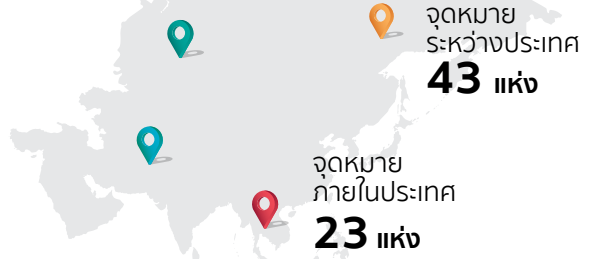 จุดหมาย
ระหว่างประเทศ
43 แห่ง
จุดหมาย
ภายในประเทศ
23 แห่ง